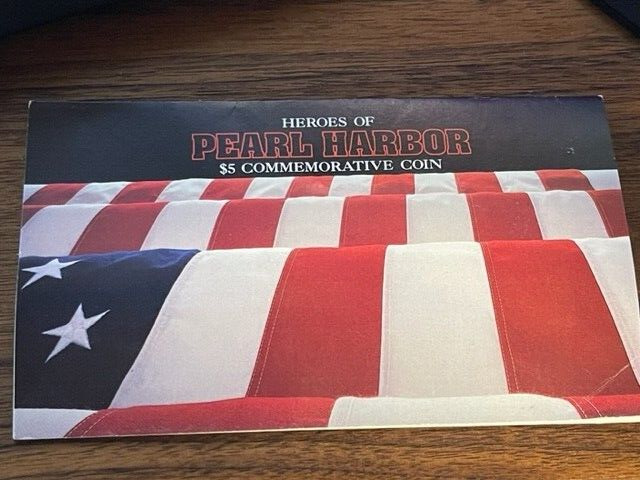 HEROES OF
PEARL HARBOR
$5 COMMEMORATIVE COIN